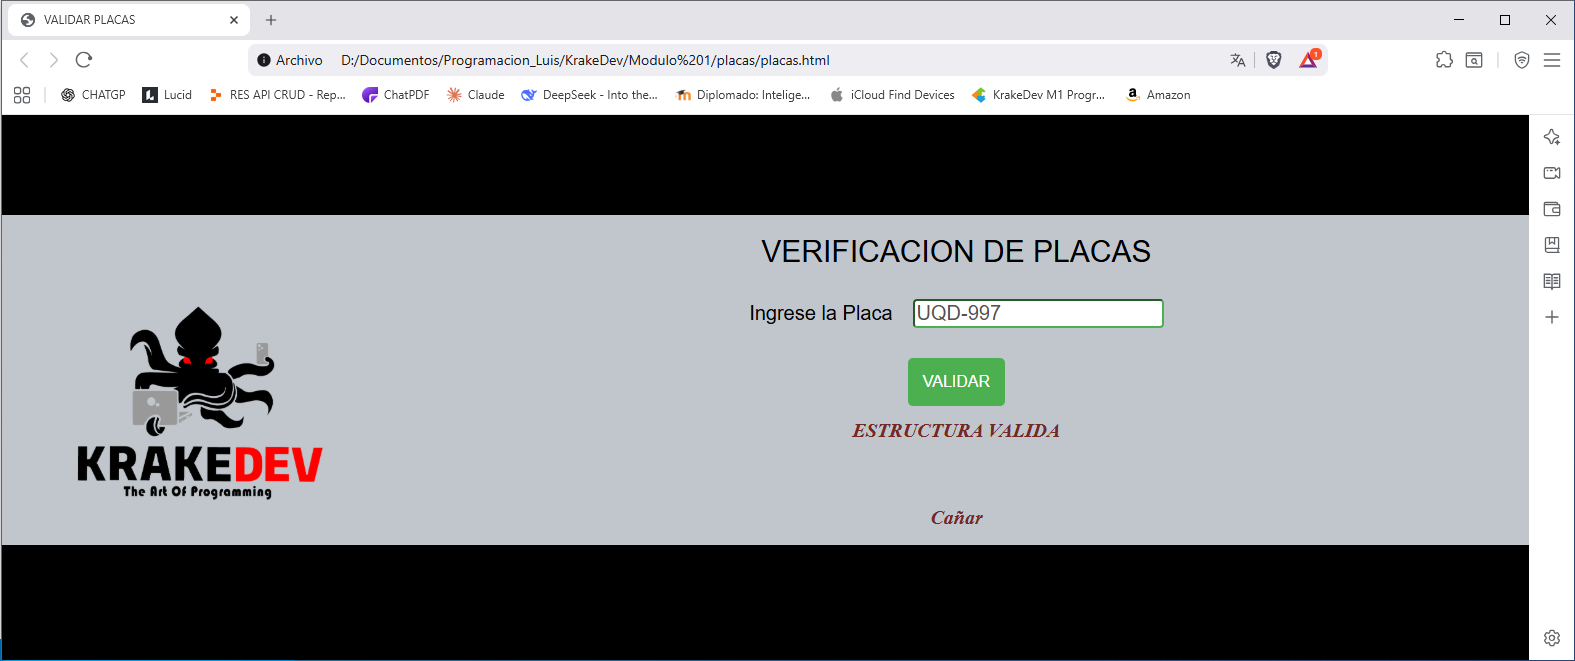 VALIDAR PLACAS
Archivo D:/Documentos/Programacion_Luis/KrakeDev/Modulo%201/placas/placas.html
1
CHATGP Lucid RES API CRUD - Rep... ChatPDF Claude DeepSeek - Into the... Diplomado: Intelige... iCloud Find Devices KrakeDev M1 Progr... Amazon
VERIFICACION DE PLACAS
Ingrese la Placa UQD-997
VALIDAR
ESTRUCTURA VALIDA
Cañar
KRAKEDEV
The Art Of Programming